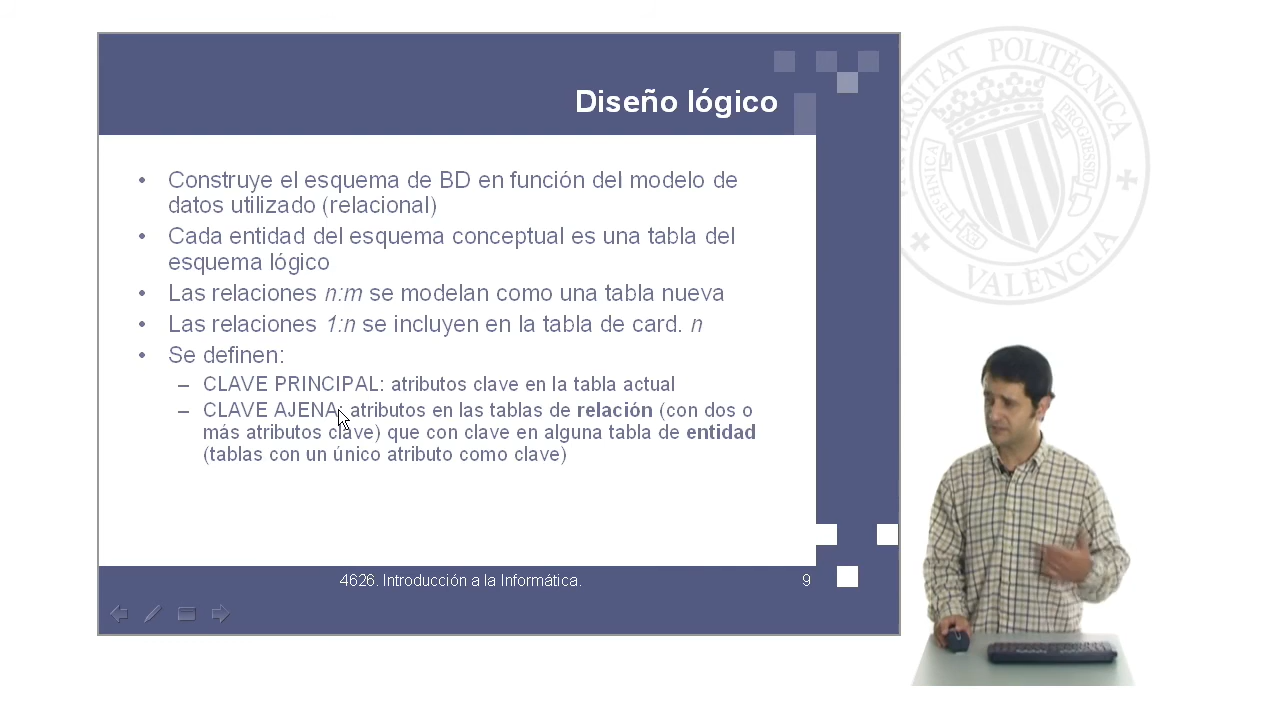 Diseño lógico
• Construye el esquema de BD en función del modelo de
datos utilizado (relacional)
• Cada entidad del esquema conceptual es una tabla del
esquema lógico
• Las relaciones n:m se modelan como una tabla nueva
• Las relaciones 1:n se incluyen en la tabla de card. n
• Se definen:
– CLAVE PRINCIPAL: atributos clave en la tabla actual
– CLAVE AJENA: atributos en las tablas de relación (con dos o
más atributos clave) que con clave en alguna tabla de entidad
(tablas con un único atributo como clave)
4626. Introducción a la Informática.
9
UNIVERSITAT POLITÈCNICA
VALÈNCIA
EX TECHNICA
PROGRESSIO